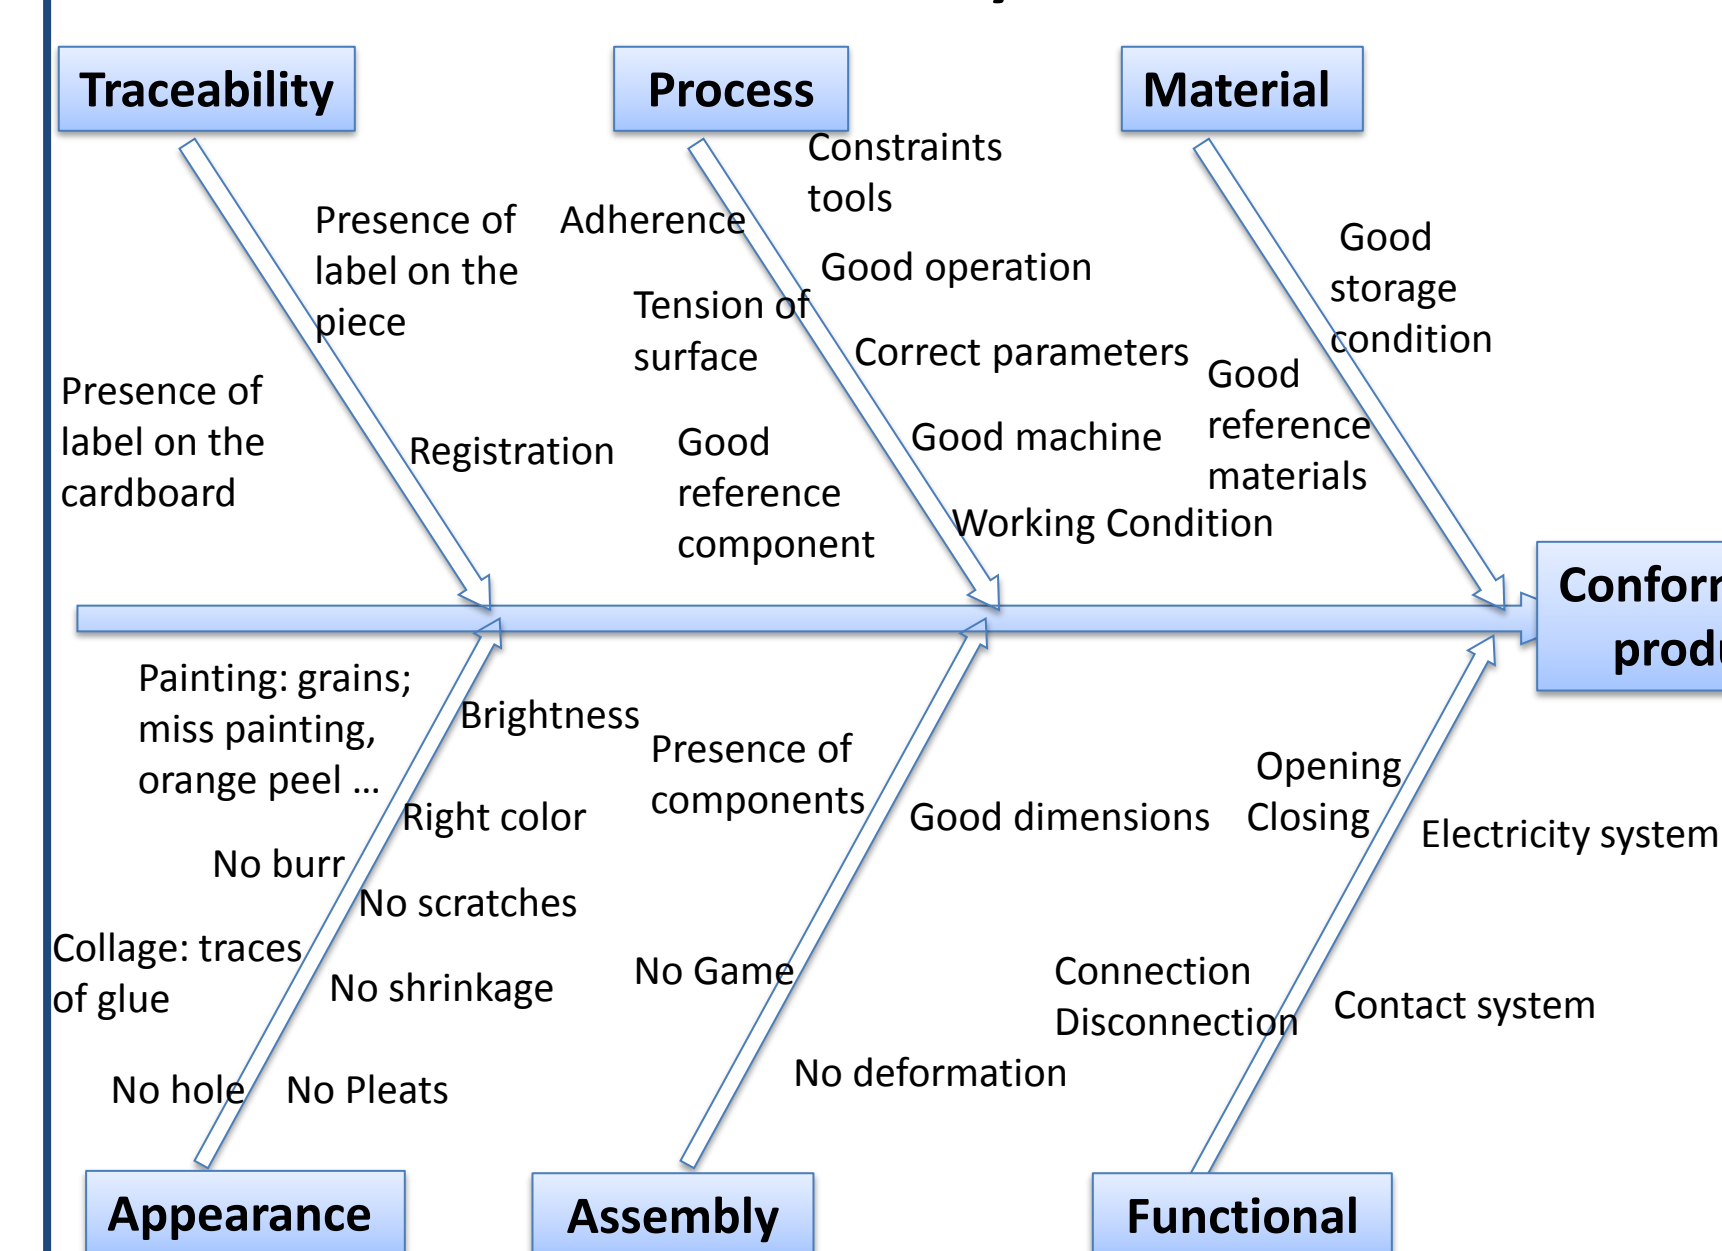 Traceability
Process
Material
Constraints
tools
Presence of
label on the
piece
Adherence
Good operation
Good
storage
condition
Tension of
surface
Correct parameters
Good
reference
materials
Presence of
label on the
cardboard
Registration
Good
reference
component
Good machine
Working Condition
Painting: grains;
miss painting,
orange peel ...
Brightness
Presence of
components
Opening
Closing
Right color
Good dimensions
Electricity system
No burr
No scratches
Collage: traces
of glue
No shrinkage
No Game
Connection
Disconnection
Contact system
No hole
No Pleats
No deformation
Appearance
Assembly
Functional